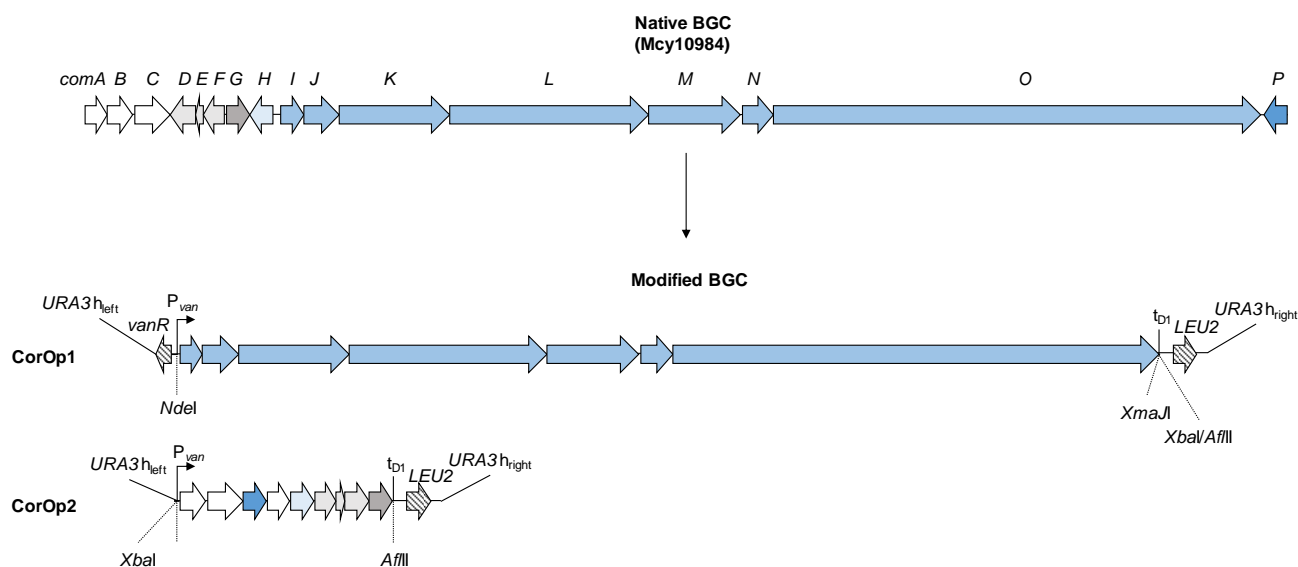 Native BGC
(Mcy10984)
comA B C D E F G H I J K L M N O P
Modified BGC
URA3 hleft
vanR
Pvan
tD1
LEU2
URA3 hright
CorOp1
NdeI
XmaJI
XbaI/AflII
URA3 hleft
Pvan
tD1
LEU2
URA3 hright
CorOp2
XbaI
AflII